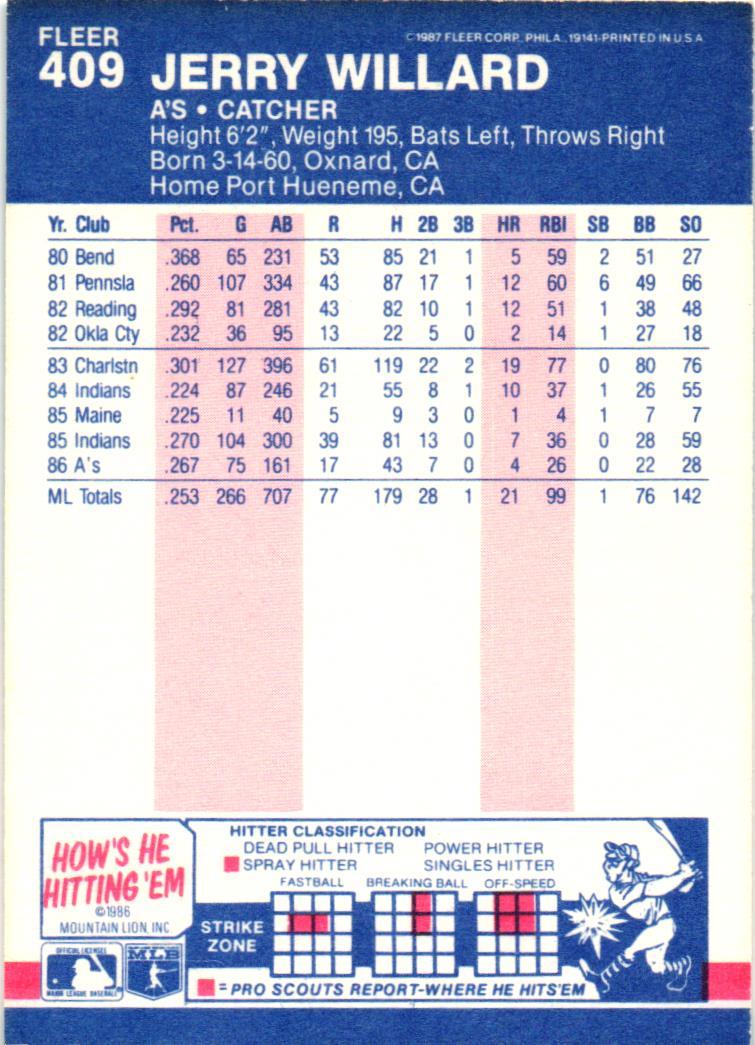 FLEER
©1987 FLEER CORP. PHILA., 19141-PRINTED IN U.S.A
409 JERRY WILLARD
A'S • CATCHER
Height 6'2", Weight 195, Bats Left, Throws Right
Born 3-14-60, Oxnard, CA
Home Port Hueneme, CA
Yr. Club Pct. G AB R H 2B 3B HR RBI SB BB SO
80 Bend .368 65 231 53 85 21 1 5 59 2 51 27
81 Pennsla .260 107 334 43 87 17 1 12 60 6 49 66
82 Reading .292 81 281 43 82 10 1 12 51 1 38 48
82 Okla Cty .232 36 95 13 22 5 0 2 14 1 27 18
83 Charlstn .301 127 396 61 119 22 2 19 77 0 80 76
84 Indians .224 87 246 21 55 8 1 10 37 1 26 55
85 Maine .225 11 40 5 9 3 0 1 4 1 7 7
85 Indians .270 104 300 39 81 13 0 7 36 0 28 59
86 A's .267 75 161 17 43 7 0 4 26 0 22 28
ML Totals .253 266 707 77 179 28 1 21 99 1 76 142
HOW'S HE
HITTING 'EM
©1986
MOUNTAIN LION, INC
HITTER CLASSIFICATION
DEAD PULL HITTER POWER HITTER
SPRAY HITTER SINGLES HITTER
FASTBALL BREAKING BALL OFF-SPEED
STRIKE
ZONE
= PRO SCOUTS REPORT-WHERE HE HITS 'EM
OFFICIAL LICENSEE
MAJOR LEAGUE BASEBALL
MLB